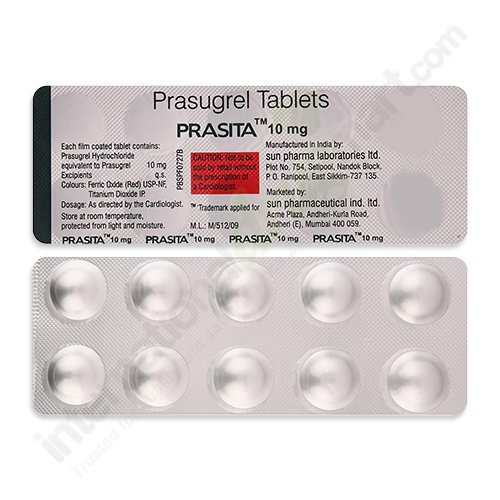 Prasugrel Tablets
PRASITA™ 10 mg
Each film coated tablet contains:
Prasugrel Hydrochloride
equivalent to Prasugrel 10 mg
Excipients q.s.
Colours: Ferric Oxide (Red) USP-NF,
Titanium Dioxide IP
Dosage: As directed by the Cardiologist.
Store at room temperature,
protected from light and moisture.
PBSPF0727B
CAUTION: Not to be
sold by retail without
the prescription of
a Cardiologist.
™ Trademark applied for
M.L.: M/512/09
Manufactured in India by:
sun pharma laboratories ltd.
Plot No. 754, Setipool, Nandok Block,
P. O. Ranipool, East Sikkim-737 135.
Marketed by:
sun pharmaceutical ind. ltd.
Acme Plaza, Andheri-Kurla Road,
Andheri (E), Mumbai 400 059.
PRASITA™ 10 mg PRASITA™ 10 mg PRASITA™ 10 mg PRASITA™ 10 mg